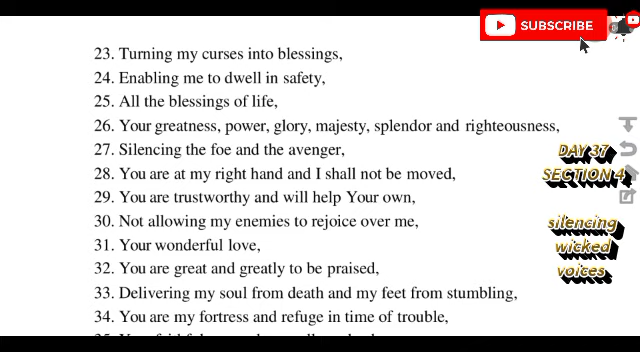 SUBSCRIBE
23. Turning my curses into blessings,
24. Enabling me to dwell in safety,
25. All the blessings of life,
26. Your greatness, power, glory, majesty, splendor and righteousness,
27. Silencing the foe and the avenger,
28. You are at my right hand and I shall not be moved,
29. You are trustworthy and will help Your own,
30. Not allowing my enemies to rejoice over me,
31. Your wonderful love,
32. You are great and greatly to be praised,
33. Delivering my soul from death and my feet from stumbling,
34. You are my fortress and refuge in time of trouble,
DAY 37
SECTION 4
silencing
wicked
voices